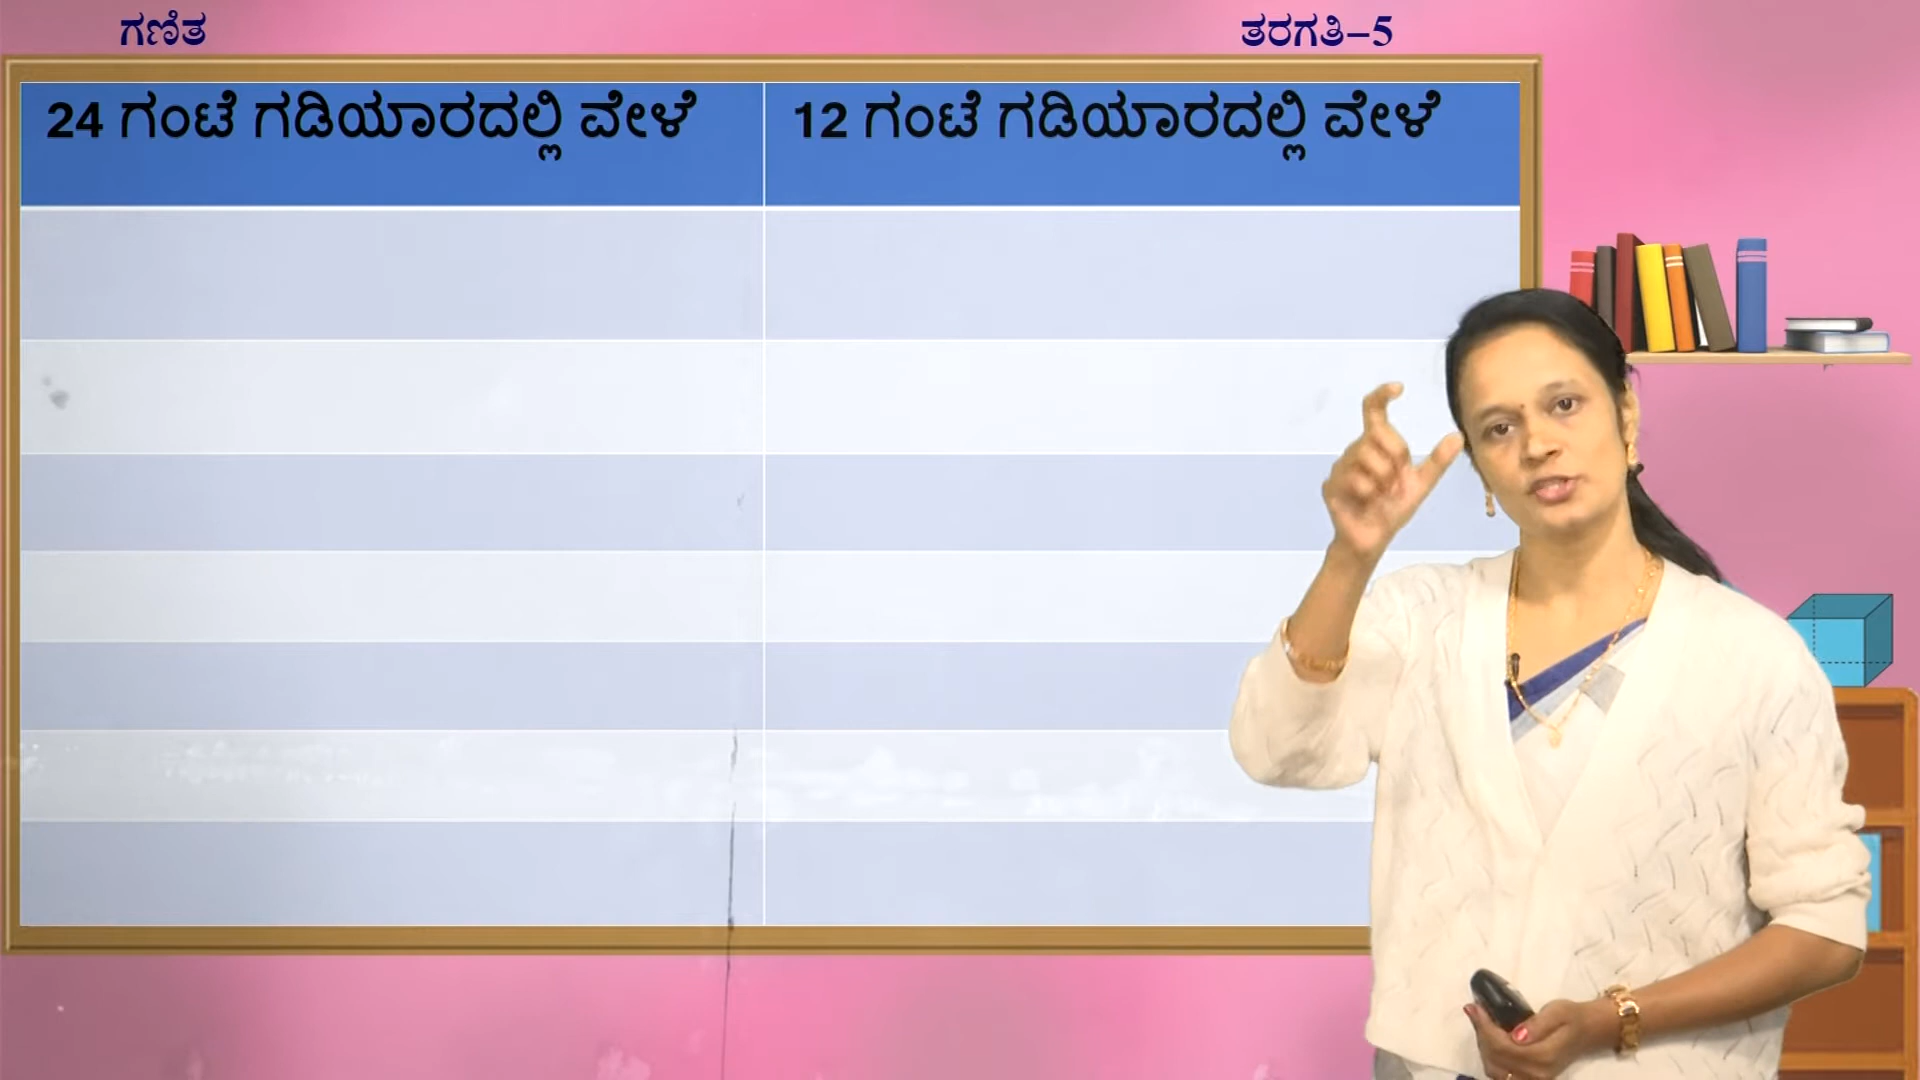 ಗಣಿತ
ತರಗತಿ–5
24 ಗಂಟೆ ಗಡಿಯಾರದಲ್ಲಿ ವೇಳೆ
12 ಗಂಟೆ ಗಡಿಯಾರದಲ್ಲಿ ವೇಳೆ